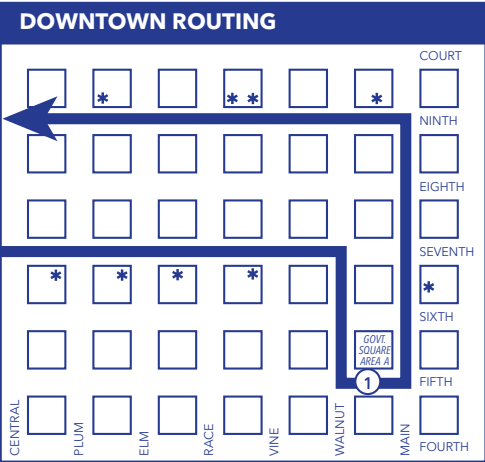 DOWNTOWN ROUTING
COURT
*
* *
*
NINTH
EIGHTH
SEVENTH
*
*
*
*
*
SIXTH
GOVT.
SQUARE
AREA A
1
FIFTH
CENTRAL
PLUM
ELM
RACE
VINE
WALNUT
MAIN
FOURTH